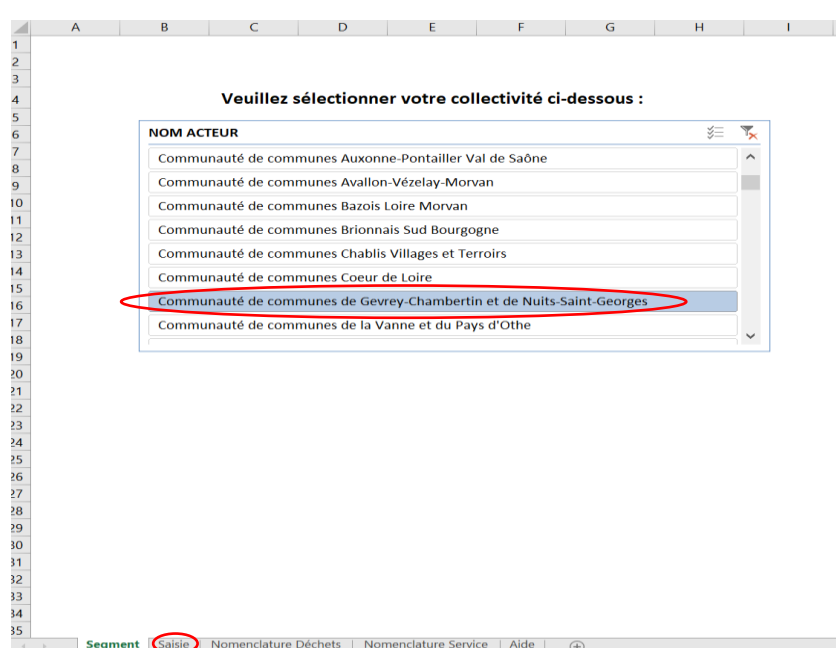 A B C D E F G H I
1
2
3
4 Veuillez sélectionner votre collectivité ci-dessous :
5
6 NOM ACTEUR
7 Communauté de communes Auxonne-Pontailler Val de Saône
8
9 Communauté de communes Avallon-Vézelay-Morvan
10 Communauté de communes Bazois Loire Morvan
11
12 Communauté de communes Brionnais Sud Bourgogne
13 Communauté de communes Chablis Villages et Terroirs
14 Communauté de communes Coeur de Loire
15
16 Communauté de communes de Gevrey-Chambertin et de Nuits-Saint-Georges
17 Communauté de communes de la Vanne et du Pays d'Othe
18
19
20
21
22
23
24
25
26
27
28
29
30
31
32
33
34
35
Segment Saisie Nomenclature Déchets Nomenclature Service Aide